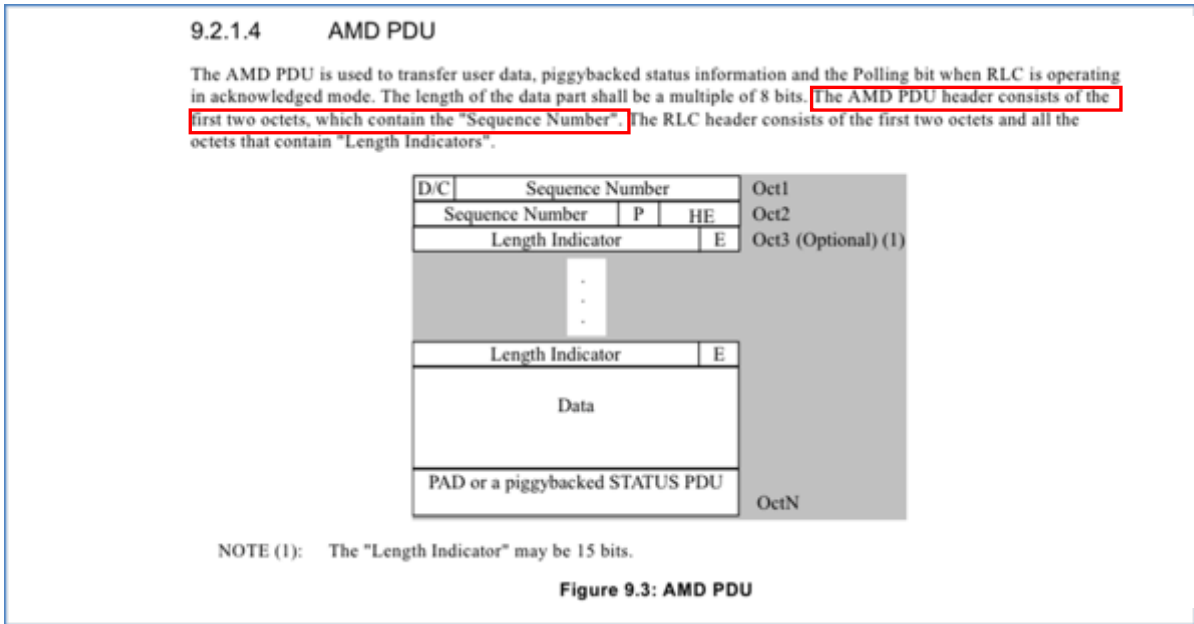 9.2.1.4 AMD PDU
The AMD PDU is used to transfer user data, piggybacked status information and the Polling bit when RLC is operating
in acknowledged mode. The length of the data part shall be a multiple of 8 bits. The AMD PDU header consists of the
first two octets, which contain the "Sequence Number". The RLC header consists of the first two octets and all the
octets that contain "Length Indicators".
D/C Sequence Number Oct1
Sequence Number P HE Oct2
Length Indicator E Oct3 (Optional) (1)
.
.
.
Length Indicator E
Data
PAD or a piggybacked STATUS PDU
OctN
NOTE (1): The "Length Indicator" may be 15 bits.
Figure 9.3: AMD PDU